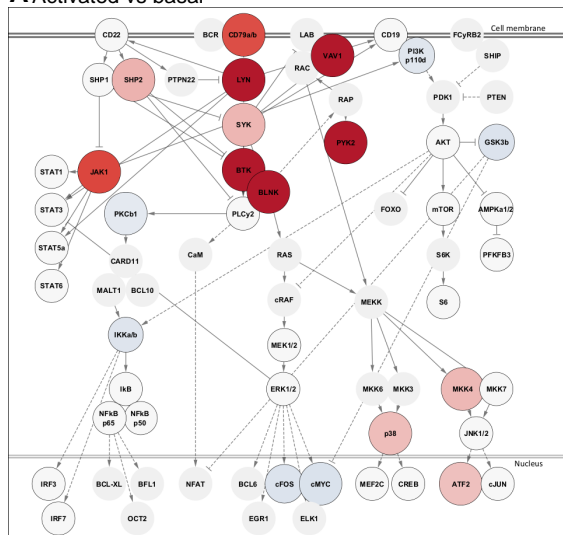 A Activated vs basal
Cell membrane
CD22
BCR
CD79a/b
LAB
CD19
FCyRB2
VAV1
PI3K
p110d
SHIP
RAC
SHP1
SHP2
PTPN22
LYN
RAP
PDK1
PTEN
SYK
PYK2
AKT
GSK3b
STAT1
JAK1
BTK
BLNK
STAT3
PKCb1
PLCy2
FOXO
mTOR
AMPKa1/2
STAT5a
CARD11
CaM
RAS
S6K
PFKFB3
STAT6
MALT1
BCL10
cRAF
MEKK
S6
IKKa/b
MEK1/2
IkB
ERK1/2
MKK6
MKK3
MKK4
MKK7
NFkB
p65
NFkB
p50
p38
JNK1/2
Nucleus
IRF3
BCL-XL
BFL1
NFAT
BCL6
cFOS
cMYC
MEF2C
CREB
ATF2
cJUN
IRF7
OCT2
EGR1
ELK1